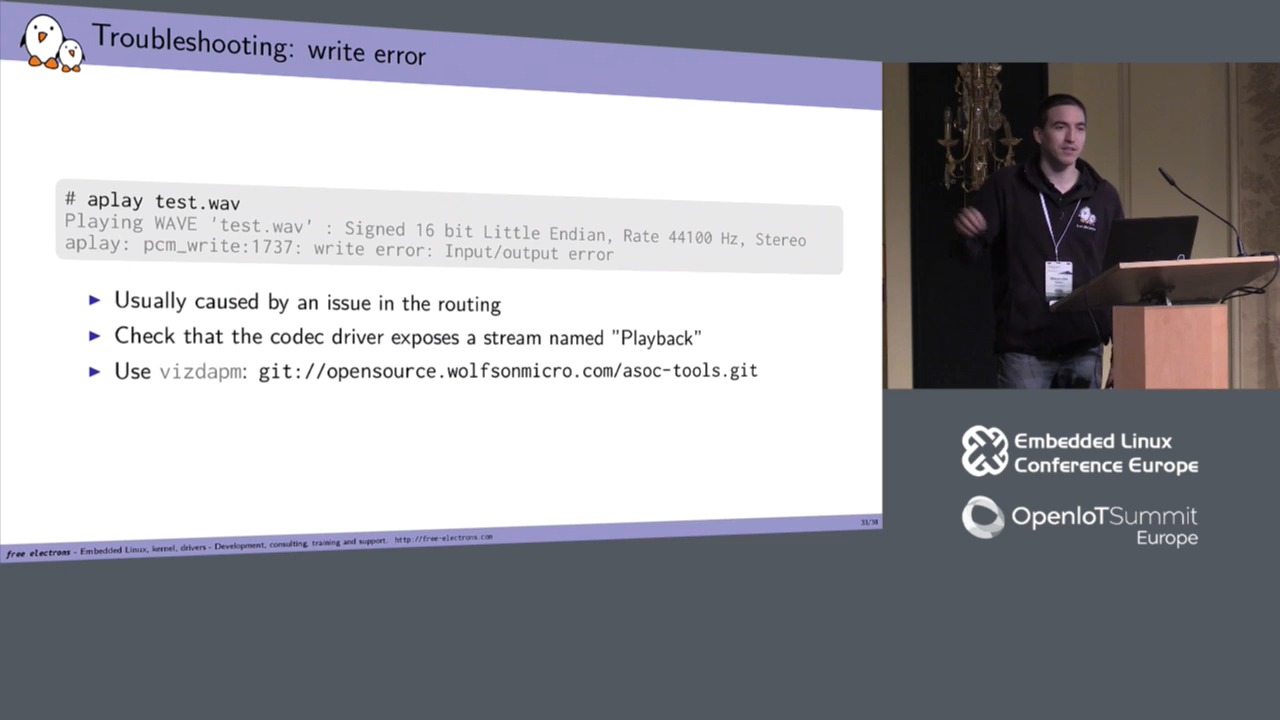 Troubleshooting: write error
# aplay test.wav
Playing WAVE 'test.wav' : Signed 16 bit Little Endian, Rate 44100 Hz, Stereo
aplay: pcm_write:1737: write error: Input/output error
▶ Usually caused by an issue in the routing
▶ Check that the codec driver exposes a stream named "Playback"
▶ Use vizdapm: git://opensource.wolfsonmicro.com/asoc-tools.git
free electrons - Embedded Linux, kernel, drivers - Development, consulting, training and support. http://free-electrons.com
33/38
Embedded Linux
Conference Europe
OpenIoTSummit
Europe